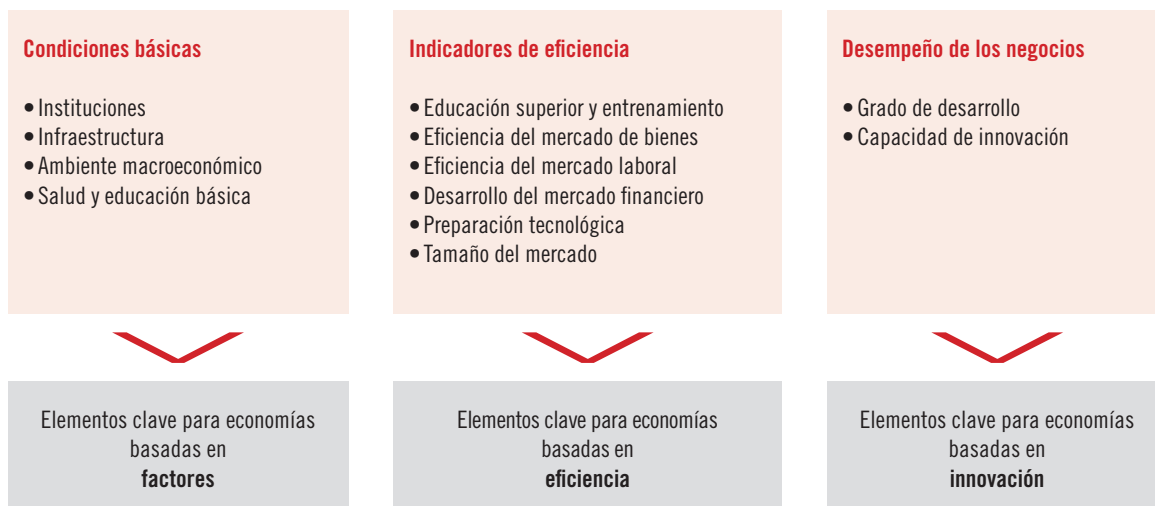 Condiciones básicas
• Instituciones
• Infraestructura
• Ambiente macroeconómico
• Salud y educación básica
Elementos clave para economías
basadas en
factores
Indicadores de eficiencia
• Educación superior y entrenamiento
• Eficiencia del mercado de bienes
• Eficiencia del mercado laboral
• Desarrollo del mercado financiero
• Preparación tecnológica
• Tamaño del mercado
Elementos clave para economías
basadas en
eficiencia
Desempeño de los negocios
• Grado de desarrollo
• Capacidad de innovación
Elementos clave para economías
basadas en
innovación